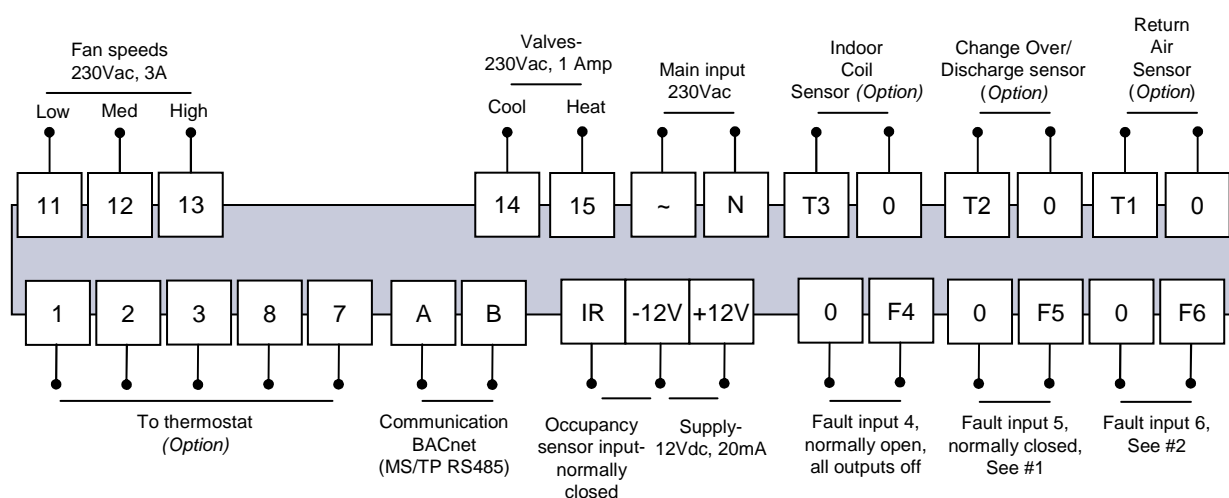 Fan speeds
230Vac, 3A
Low
Med
High
Valves-
230Vac, 1 Amp
Cool
Heat
Main input
230Vac
Indoor
Coil
Sensor (Option)
Change Over/
Discharge sensor
(Option)
Return
Air
Sensor
(Option)
11
12
13
14
15
~
N
T3
0
T2
0
T1
0
1
2
3
8
7
A
B
IR
-12V
+12V
0
F4
0
F5
0
F6
To thermostat
(Option)
Communication
BACnet
(MS/TP RS485)
Occupancy
sensor input-
normally
closed
Supply-
12Vdc, 20mA
Fault input 4,
normally open,
all outputs off
Fault input 5,
normally closed,
See #1
Fault input 6,
See #2